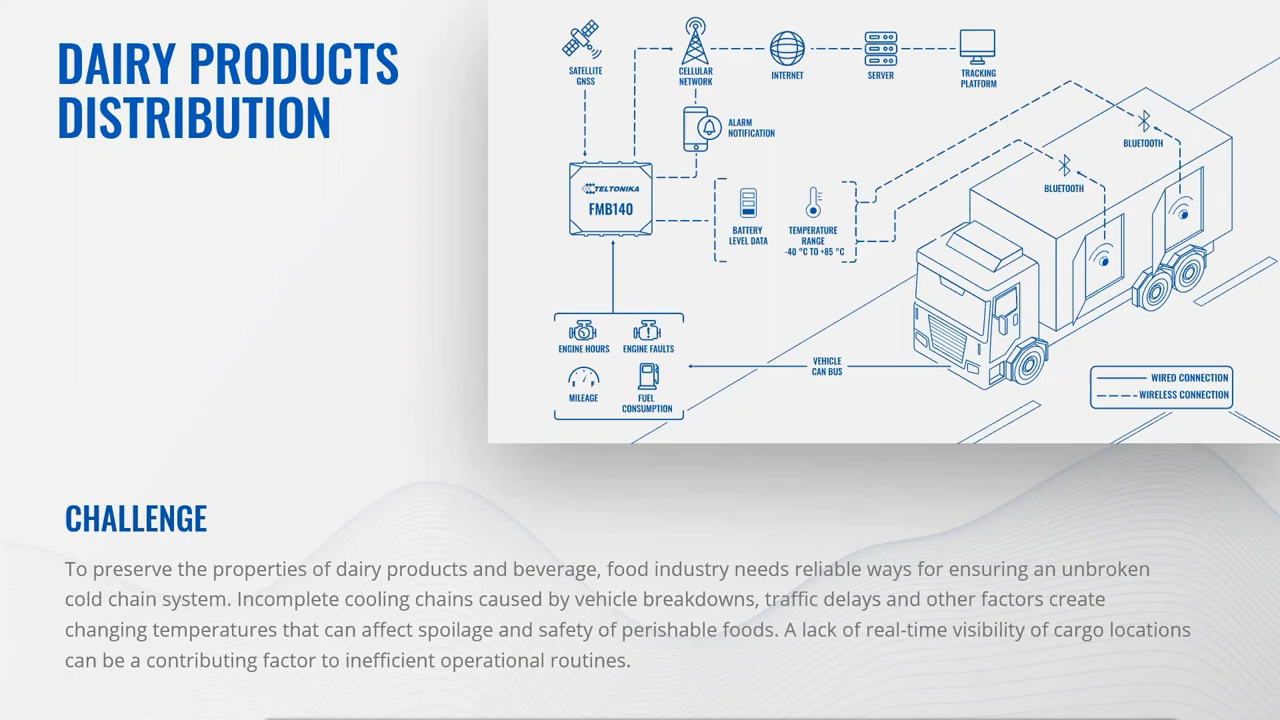 DAIRY PRODUCTS
DISTRIBUTION
SATELLITE
GNSS
CELLULAR
NETWORK
INTERNET
SERVER
TRACKING
PLATFORM
ALARM
NOTIFICATION
TELTONIKA
FMB140
BATTERY
LEVEL DATA
TEMPERATURE
RANGE
-40 °C TO +85 °C
BLUETOOTH
BLUETOOTH
ENGINE HOURS
ENGINE FAULTS
MILEAGE
F
FUEL
CONSUMPTION
VEHICLE
CAN BUS
WIRED CONNECTION
WIRELESS CONNECTION
CHALLENGE
To preserve the properties of dairy products and beverage, food industry needs reliable ways for ensuring an unbroken
cold chain system. Incomplete cooling chains caused by vehicle breakdowns, traffic delays and other factors create
changing temperatures that can affect spoilage and safety of perishable foods. A lack of real-time visibility of cargo locations
can be a contributing factor to inefficient operational routines.